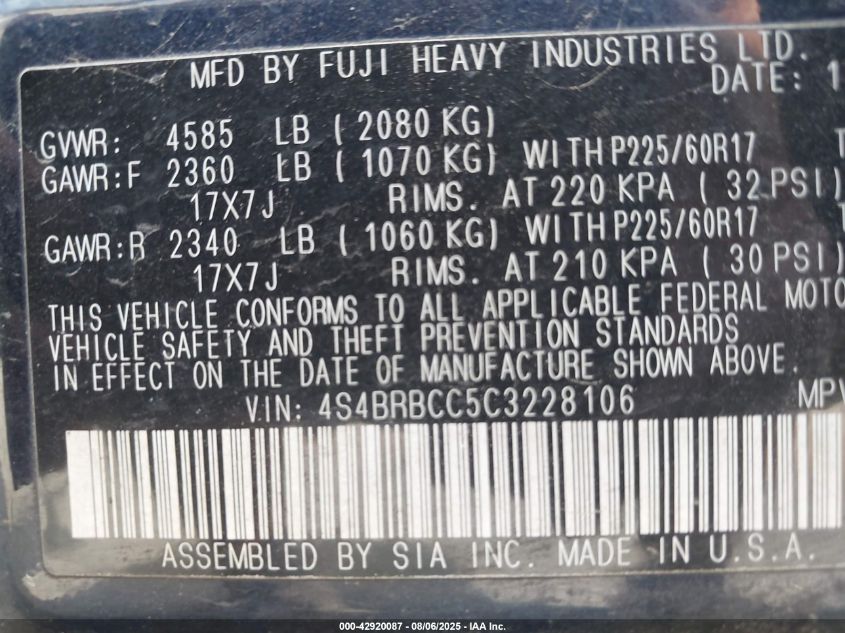 MFD BY FUJI HEAVY INDUSTRIES LTD.
DATE: 1
GVWR: 4585 LB ( 2080 KG)
GAWR:F 2360 LB ( 1070 KG) WITH P225/60R17 T
17X7J RIMS. AT 220 KPA ( 32 PSI)
GAWR:R 2340 LB ( 1060 KG) WITH P225/60R17 T
17X7J RIMS. AT 210 KPA ( 30 PSI)
THIS VEHICLE CONFORMS TO ALL APPLICABLE FEDERAL MOTO
VEHICLE SAFETY AND THEFT PREVENTION STANDARDS
IN EFFECT ON THE DATE OF MANUFACTURE SHOWN ABOVE.
VIN: 4S4BRBCC5C3228106 MPV
ASSEMBLED BY SIA INC. MADE IN U.S.A.
000-42920087 - 08/06/2025 - IAA Inc.